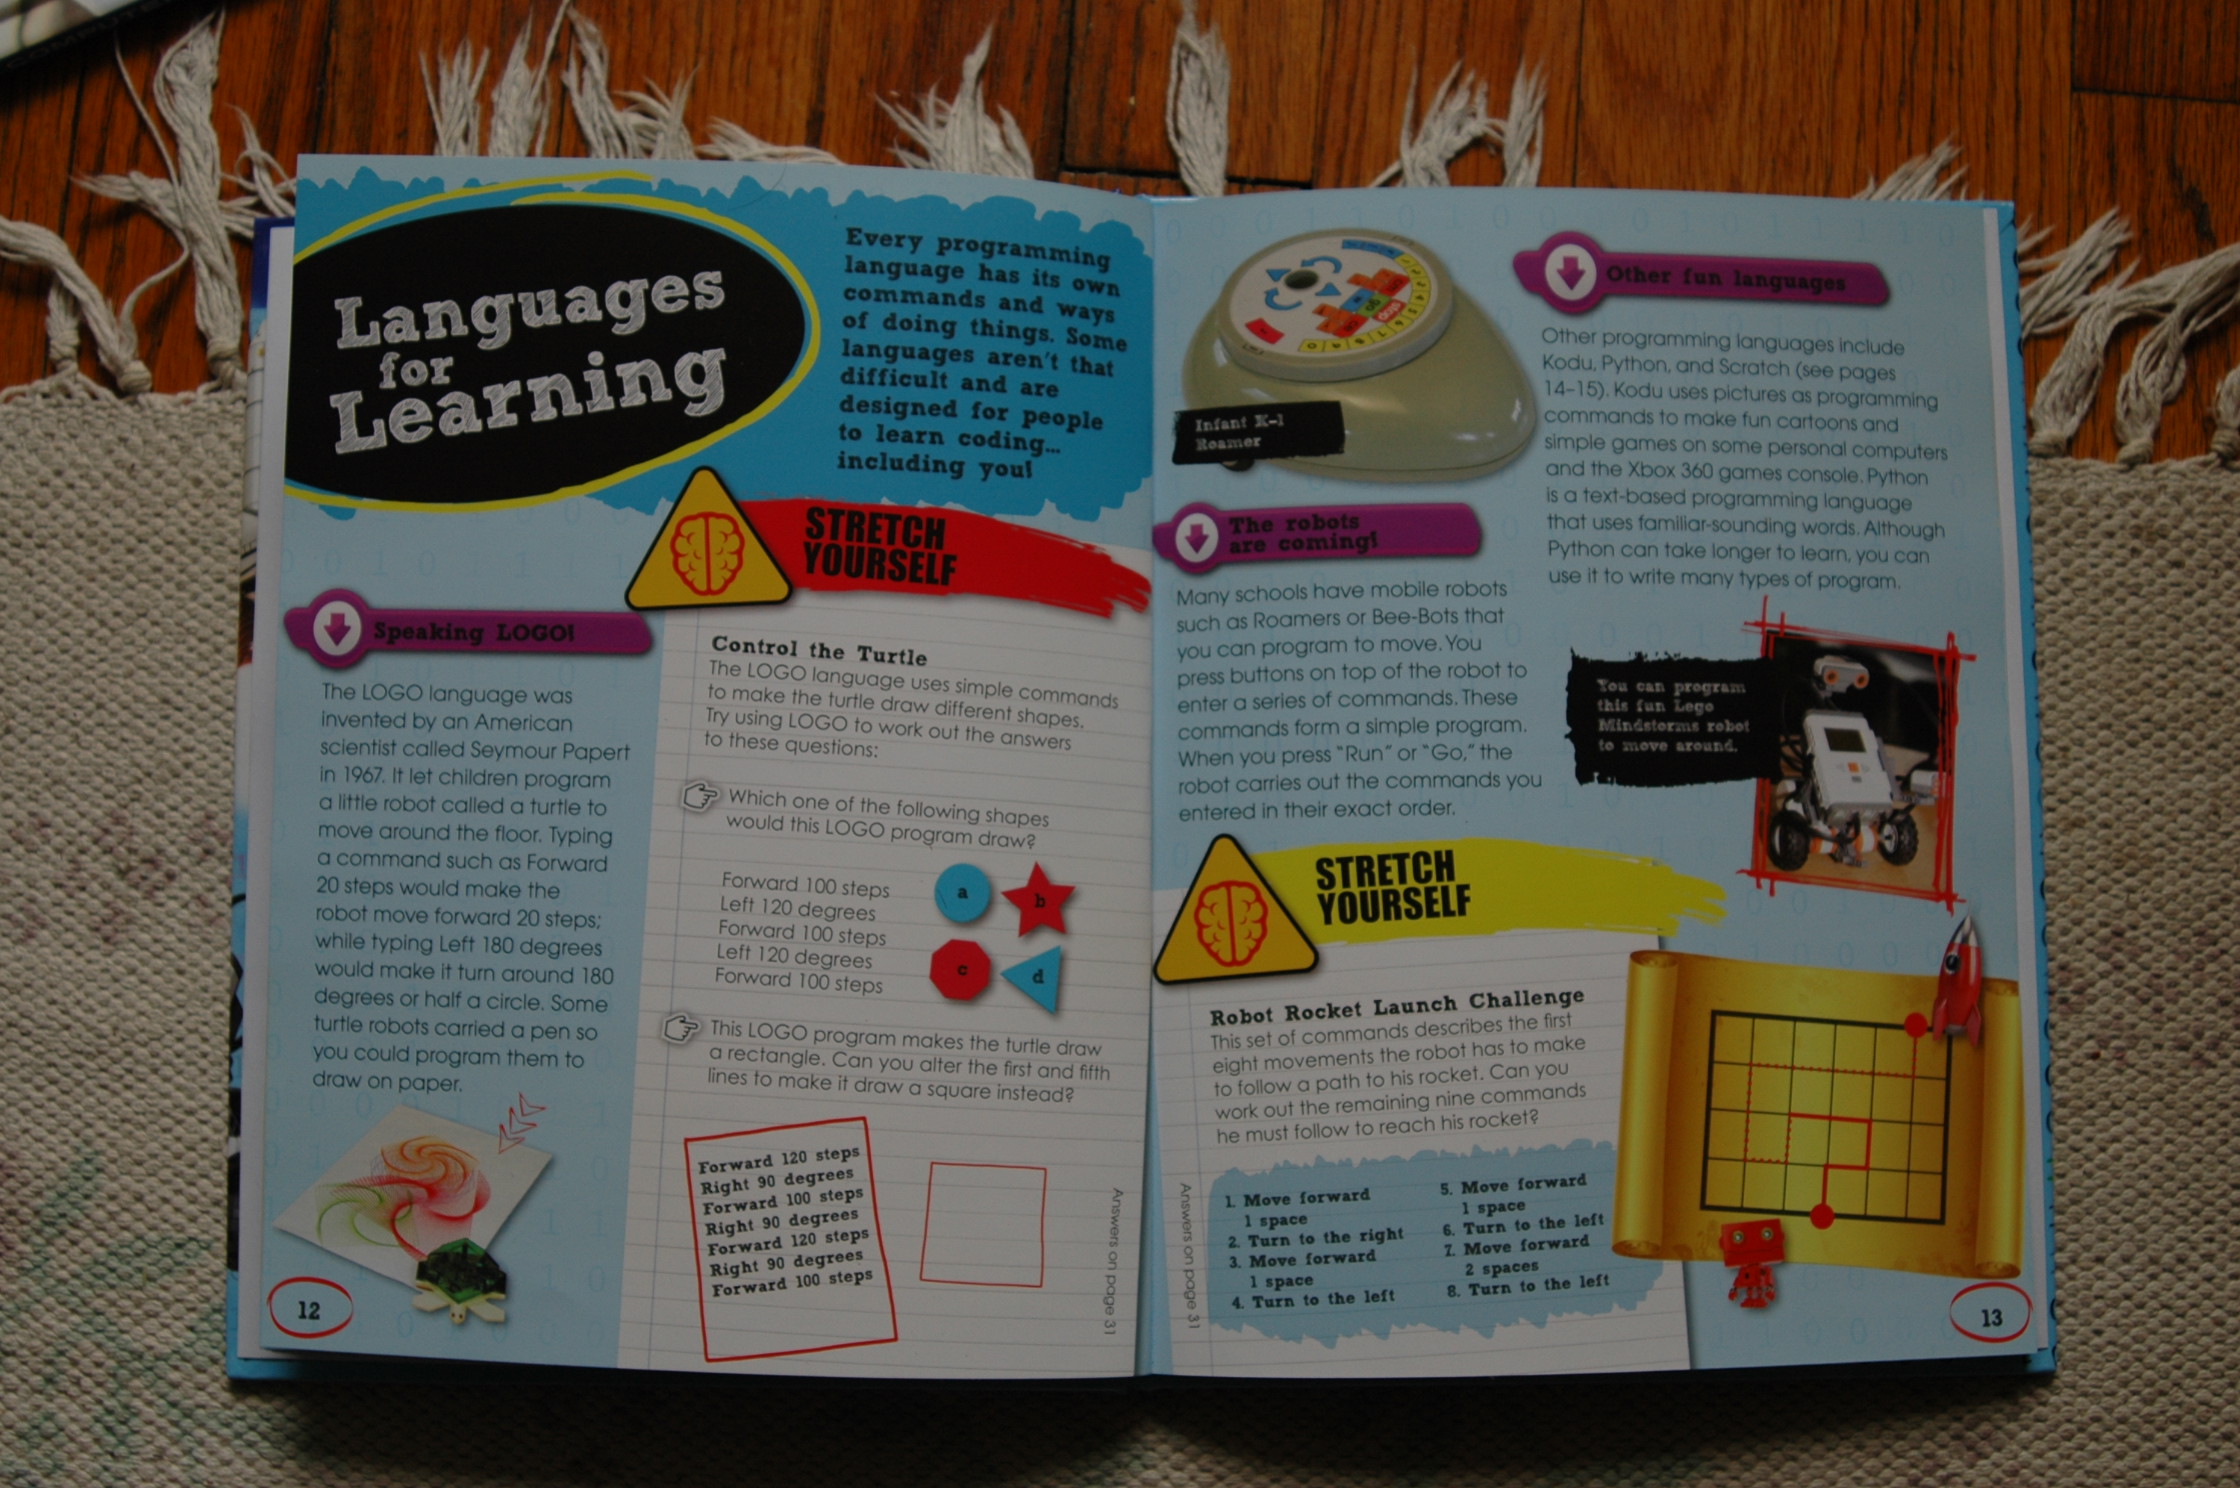 Languages
for
Learning
Every programming
language has its own
commands and ways
of doing things. Some
languages aren't that
difficult and are
designed for people
to learn coding...
including you!
Speaking LOGO!
The LOGO language was
invented by an American
scientist called Seymour Papert
in 1967. It let children program
a little robot called a turtle to
move around the floor. Typing
a command such as Forward
20 steps would make the
robot move forward 20 steps;
while typing Left 180 degrees
would make it turn around 180
degrees or half a circle. Some
turtle robots carried a pen so
you could program them to
draw on paper.
12
STRETCH
YOURSELF
Control the Turtle
The LOGO language uses simple commands
to make the turtle draw different shapes.
Try using LOGO to work out the answers
to these questions:
Which one of the following shapes
would this LOGO program draw?
Forward 100 steps
Left 120 degrees
Forward 100 steps
Left 120 degrees
Forward 100 steps
a
b
c
d
This LOGO program makes the turtle draw
a rectangle. Can you alter the first and fifth
lines to make it draw a square instead?
Forward 120 steps
Right 90 degrees
Forward 100 steps
Right 90 degrees
Forward 120 steps
Right 90 degrees
Forward 100 steps
Answers on page 31
Infant K-1
Roamer
The robots
are coming!
Many schools have mobile robots
such as Roamers or Bee-Bots that
you can program to move. You
press buttons on top of the robot to
enter a series of commands. These
commands form a simple program.
When you press "Run" or "Go," the
robot carries out the commands you
entered in their exact order.
Other fun languages
Other programming languages include
Kodu, Python, and Scratch (see pages
14–15). Kodu uses pictures as programming
commands to make fun cartoons and
simple games on some personal computers
and the Xbox 360 games console. Python
is a text-based programming language
that uses familiar-sounding words. Although
Python can take longer to learn, you can
use it to write many types of program.
You can program
this fun Lego
Mindstorms robot
to move around.
STRETCH
YOURSELF
Robot Rocket Launch Challenge
This set of commands describes the first
eight movements the robot has to make
to follow a path to his rocket. Can you
work out the remaining nine commands
he must follow to reach his rocket?
1. Move forward
1 space
2. Turn to the right
3. Move forward
1 space
4. Turn to the left
5. Move forward
1 space
6. Turn to the left
7. Move forward
2 spaces
8. Turn to the left
Answers on page 31
13